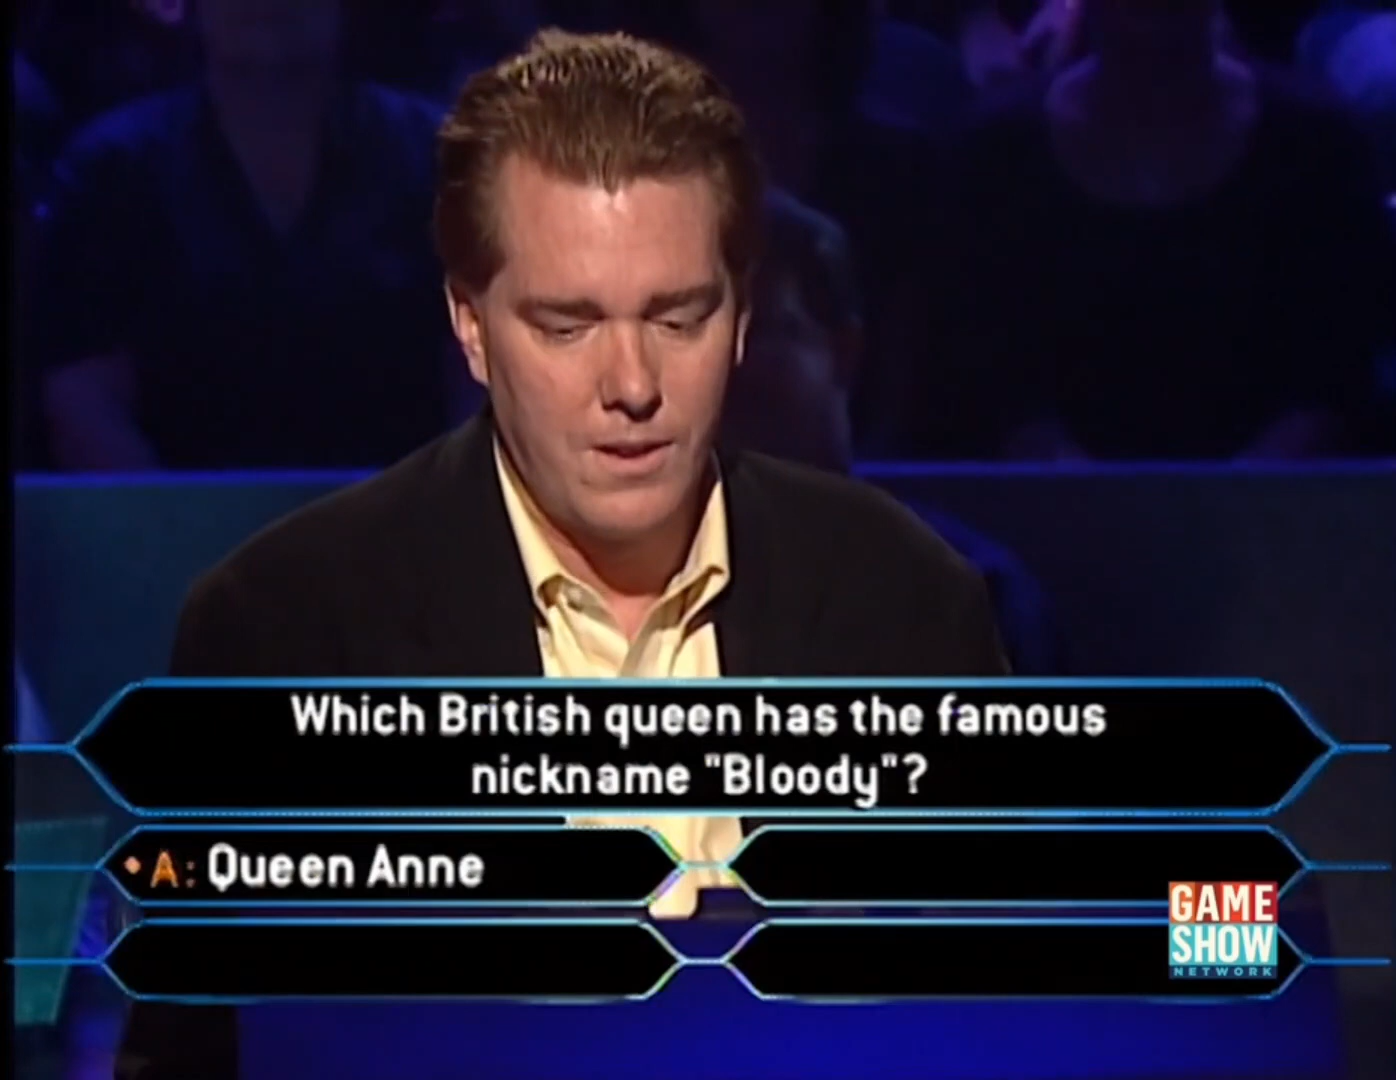 Which British queen has the famous
nickname "Bloody"?
A: Queen Anne
GAME
SHOW
NETWORK